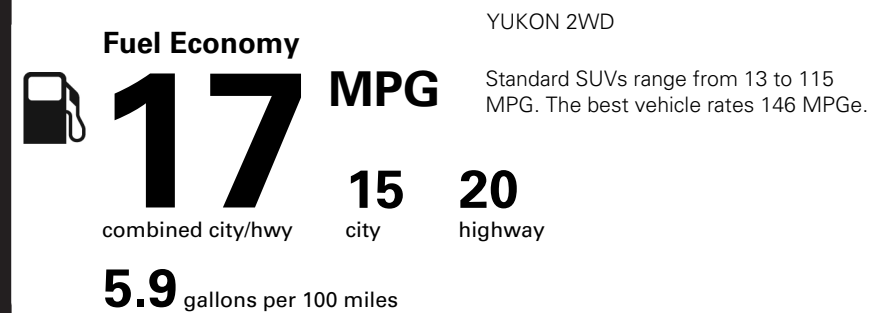 YUKON 2WD
Fuel Economy
17 MPG
Standard SUVs range from 13 to 115
MPG. The best vehicle rates 146 MPGe.
combined city/hwy
15
city
20
highway
5.9 gallons per 100 miles